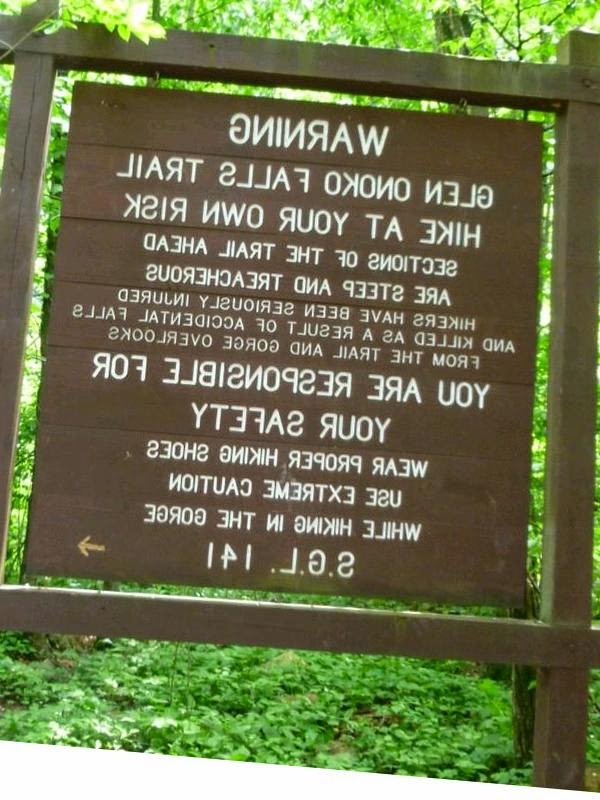 WARNING
GLEN ONOKO FALLS TRAIL
HIKE AT YOUR OWN RISK
SECTIONS OF THE TRAIL AHEAD
ARE STEEP AND TREACHEROUS
HIKERS HAVE BEEN SERIOUSLY INJURED
AND KILLED AS A RESULT OF ACCIDENTAL FALLS
FROM THE TRAIL AND GORGE OVERLOOKS
YOU ARE RESPONSIBLE FOR
YOUR SAFETY
WEAR PROPER HIKING SHOES
USE EXTREME CAUTION
WHILE HIKING IN THE GORGE
S.G.L. 141